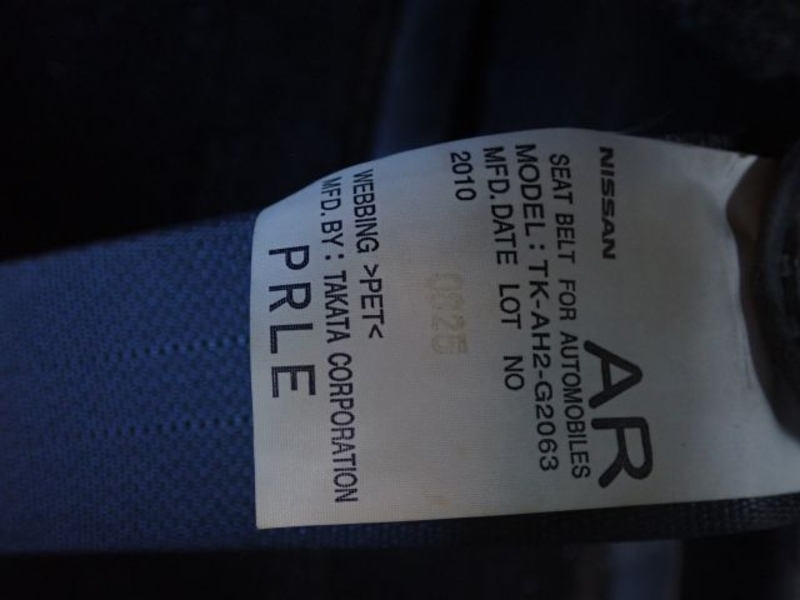 NISSAN
AR
SEAT BELT FOR AUTOMOBILES
MODEL: TK-AH2-G2063
MFD.DATE LOT NO
2010
0625
WEBBING >PET<
MFD.BY: TAKATA CORPORATION
PRLE